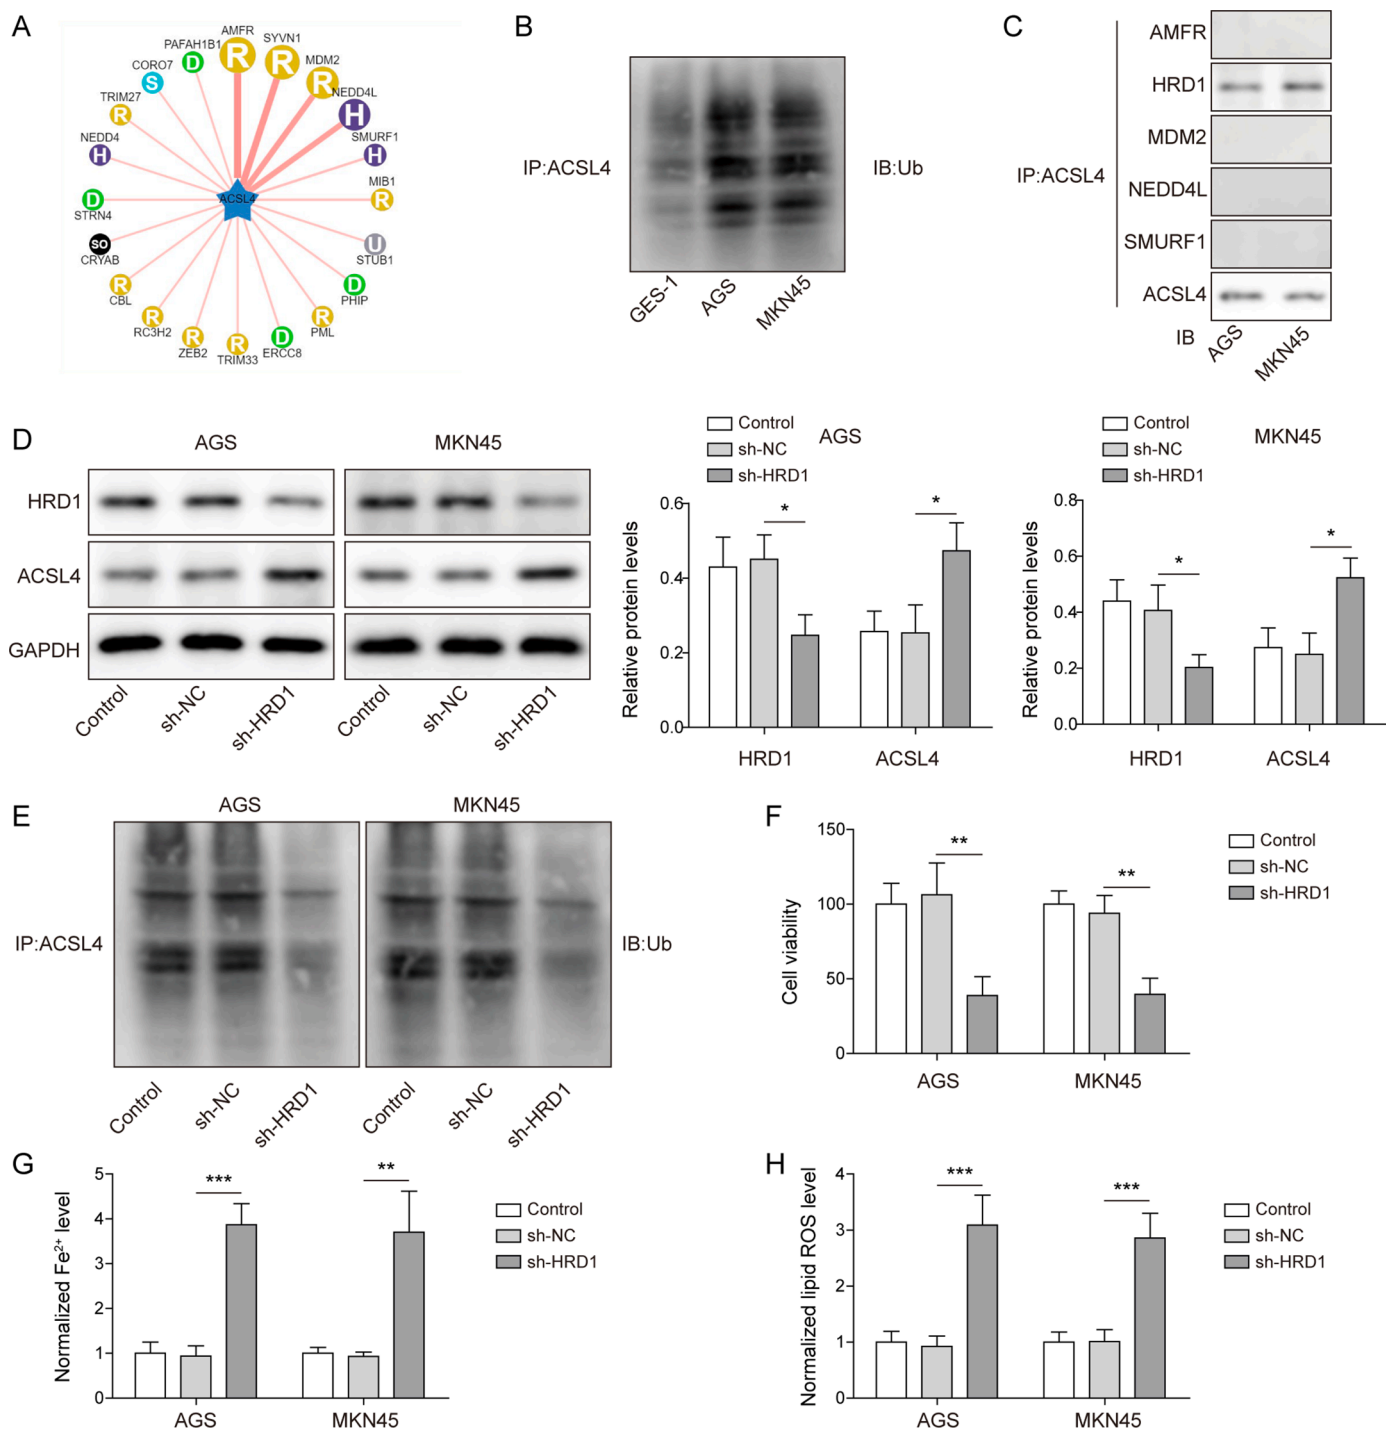 A
AMFR
SYVN1
MDM2
NEDD4L
SMURF1
MIB1
STUB1
PHIP
PML
ERCC8
TRIM33
ZEB2
RC3H2
CBL
CRYAB
STRN4
NEDD4
TRIM27
CORO7
PAFAH1B1
ACSL4
R
R
R
H
H
R
U
D
R
D
R
R
R
R
SO
D
H
R
S
D
B
IP:ACSL4
IB:Ub
GES-1
AGS
MKN45
C
IP:ACSL4
AMFR
HRD1
MDM2
NEDD4L
SMURF1
ACSL4
IB
AGS
MKN45
D
AGS
MKN45
HRD1
ACSL4
GAPDH
Control
sh-NC
sh-HRD1
Control
sh-NC
sh-HRD1
Control
sh-NC
sh-HRD1
AGS
Relative protein levels
0.6
0.4
0.2
0.0
*
*
HRD1
ACSL4
Control
sh-NC
sh-HRD1
MKN45
Relative protein levels
0.8
0.6
0.4
0.2
0.0
*
*
HRD1
ACSL4
E
AGS
MKN45
IP:ACSL4
IB:Ub
Control
sh-NC
sh-HRD1
Control
sh-NC
sh-HRD1
F
Cell viability
150
100
50
0
**
**
AGS
MKN45
Control
sh-NC
sh-HRD1
G
Normalized Fe²⁺ level
5
4
3
2
1
0
***
**
AGS
MKN45
Control
sh-NC
sh-HRD1
H
Normalized lipid ROS level
4
3
2
1
0
***
***
AGS
MKN45
Control
sh-NC
sh-HRD1